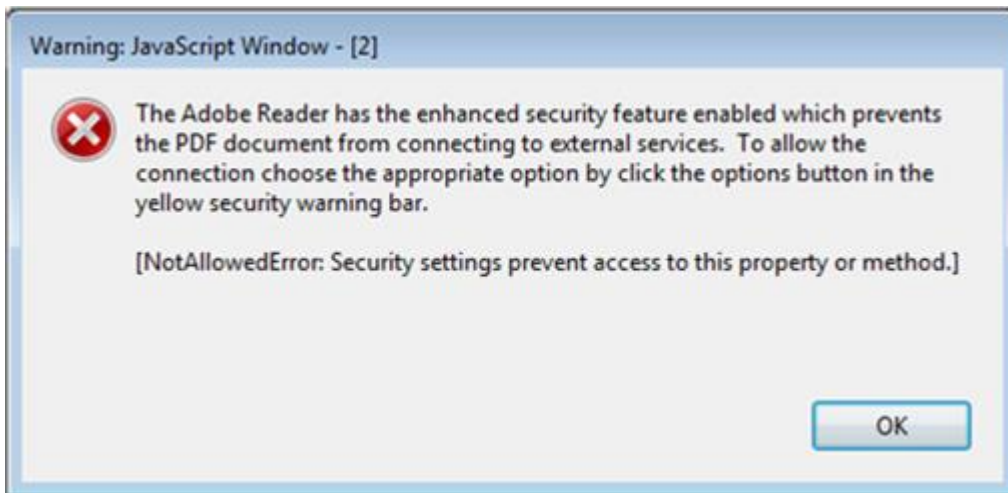 Warning: JavaScript Window - [2]
The Adobe Reader has the enhanced security feature enabled which prevents
the PDF document from connecting to external services.  To allow the
connection choose the appropriate option by click the options button in the
yellow security warning bar.
[NotAllowedError: Security settings prevent access to this property or method.]
OK